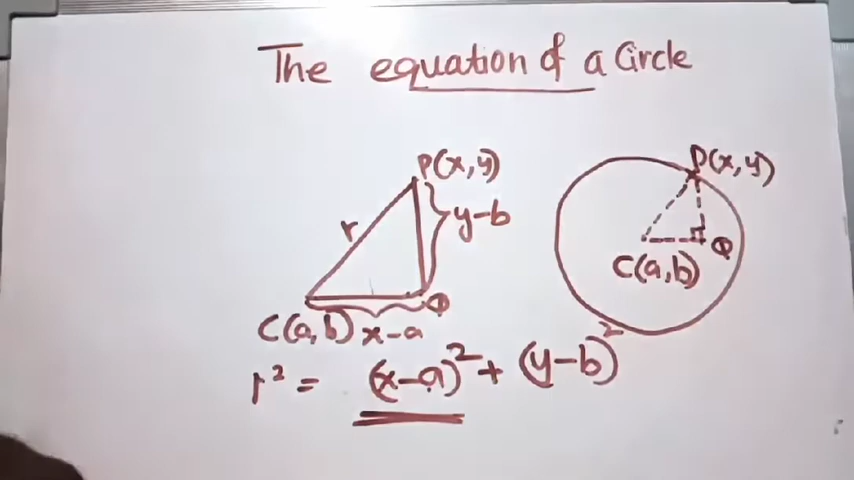 The equation of a Circle
P(x,y)
r
y-b
Q
C(a,b) x-a
P(x,y)
Q
C(a,b)
r² = (x-a)² + (y-b)²